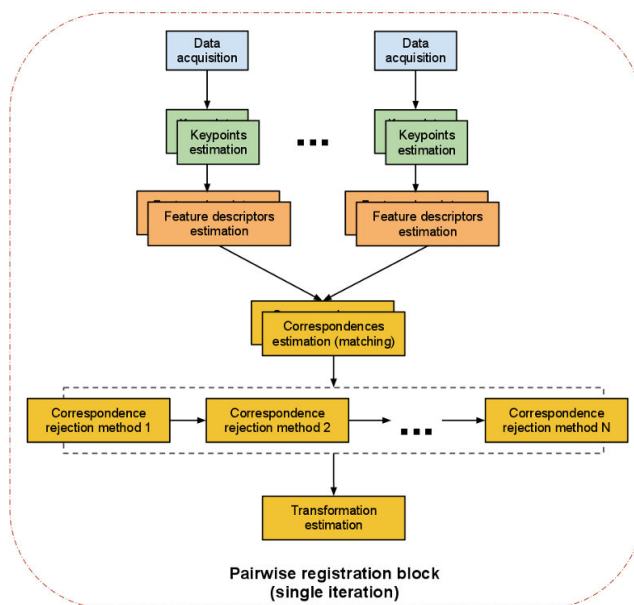 Data
acquisition
Data
acquisition
Keypoints
estimation
Keypoints
estimation
Feature descriptors
estimation
Feature descriptors
estimation
Correspondences
estimation (matching)
Correspondence
rejection method 1
Correspondence
rejection method 2
Correspondence
rejection method N
Transformation
estimation
Pairwise registration block
(single iteration)